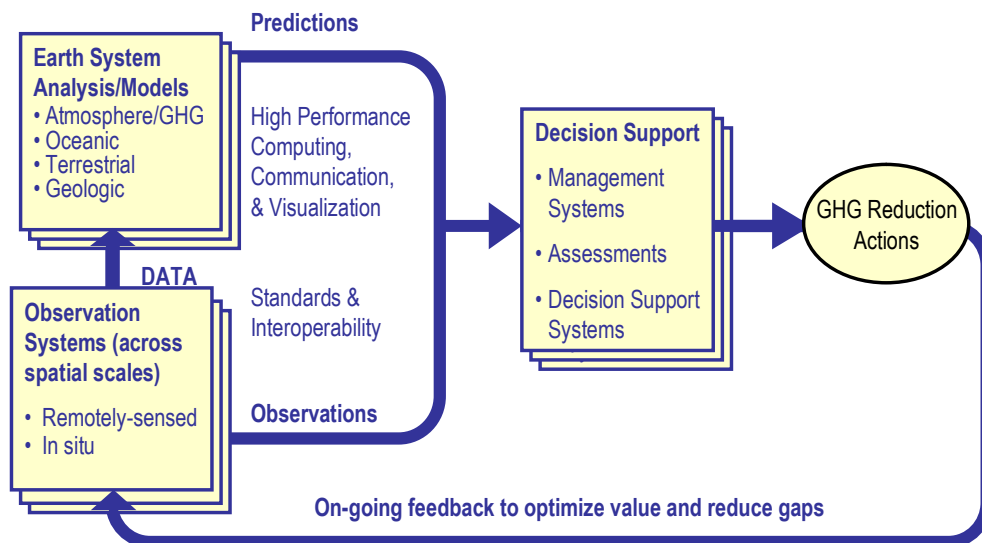 Predictions
Earth System
Analysis/Models
• Atmosphere/GHG
• Oceanic
• Terrestrial
• Geologic
High Performance
Computing,
Communication,
& Visualization
DATA
Observation
Systems (across
spatial scales)
• Remotely-sensed
• In situ
Standards &
Interoperability
Observations
Decision Support
• Management
Systems
• Assessments
• Decision Support
Systems
GHG Reduction
Actions
On-going feedback to optimize value and reduce gaps